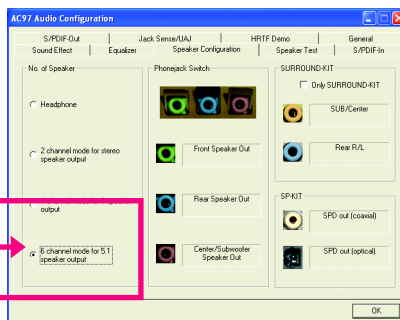 AC97 Audio Configuration
S/PDIF-Out
Jack Sense/UAJ
HRTF Demo
General
Sound Effect
Equalizer
Speaker Configuration
Speaker Test
S/PDIF-In
No. of Speaker
Headphone
2 channel mode for stereo
speaker output
output
6 channel mode for 5.1
speaker output
Phonejack Switch
Front Speaker Out
Rear Speaker Out
Center/Subwoofer
Speaker Out
SURROUND-KIT
Only SURROUND-KIT
SUB/Center
Rear R/L
SP-KIT
SPD out (coaxial)
SPD out (optical)
OK